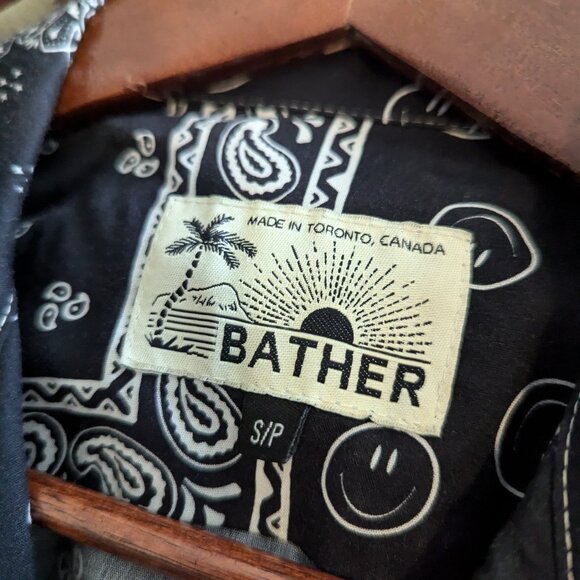 MADE IN TORONTO, CANADA
BATHER
S/P